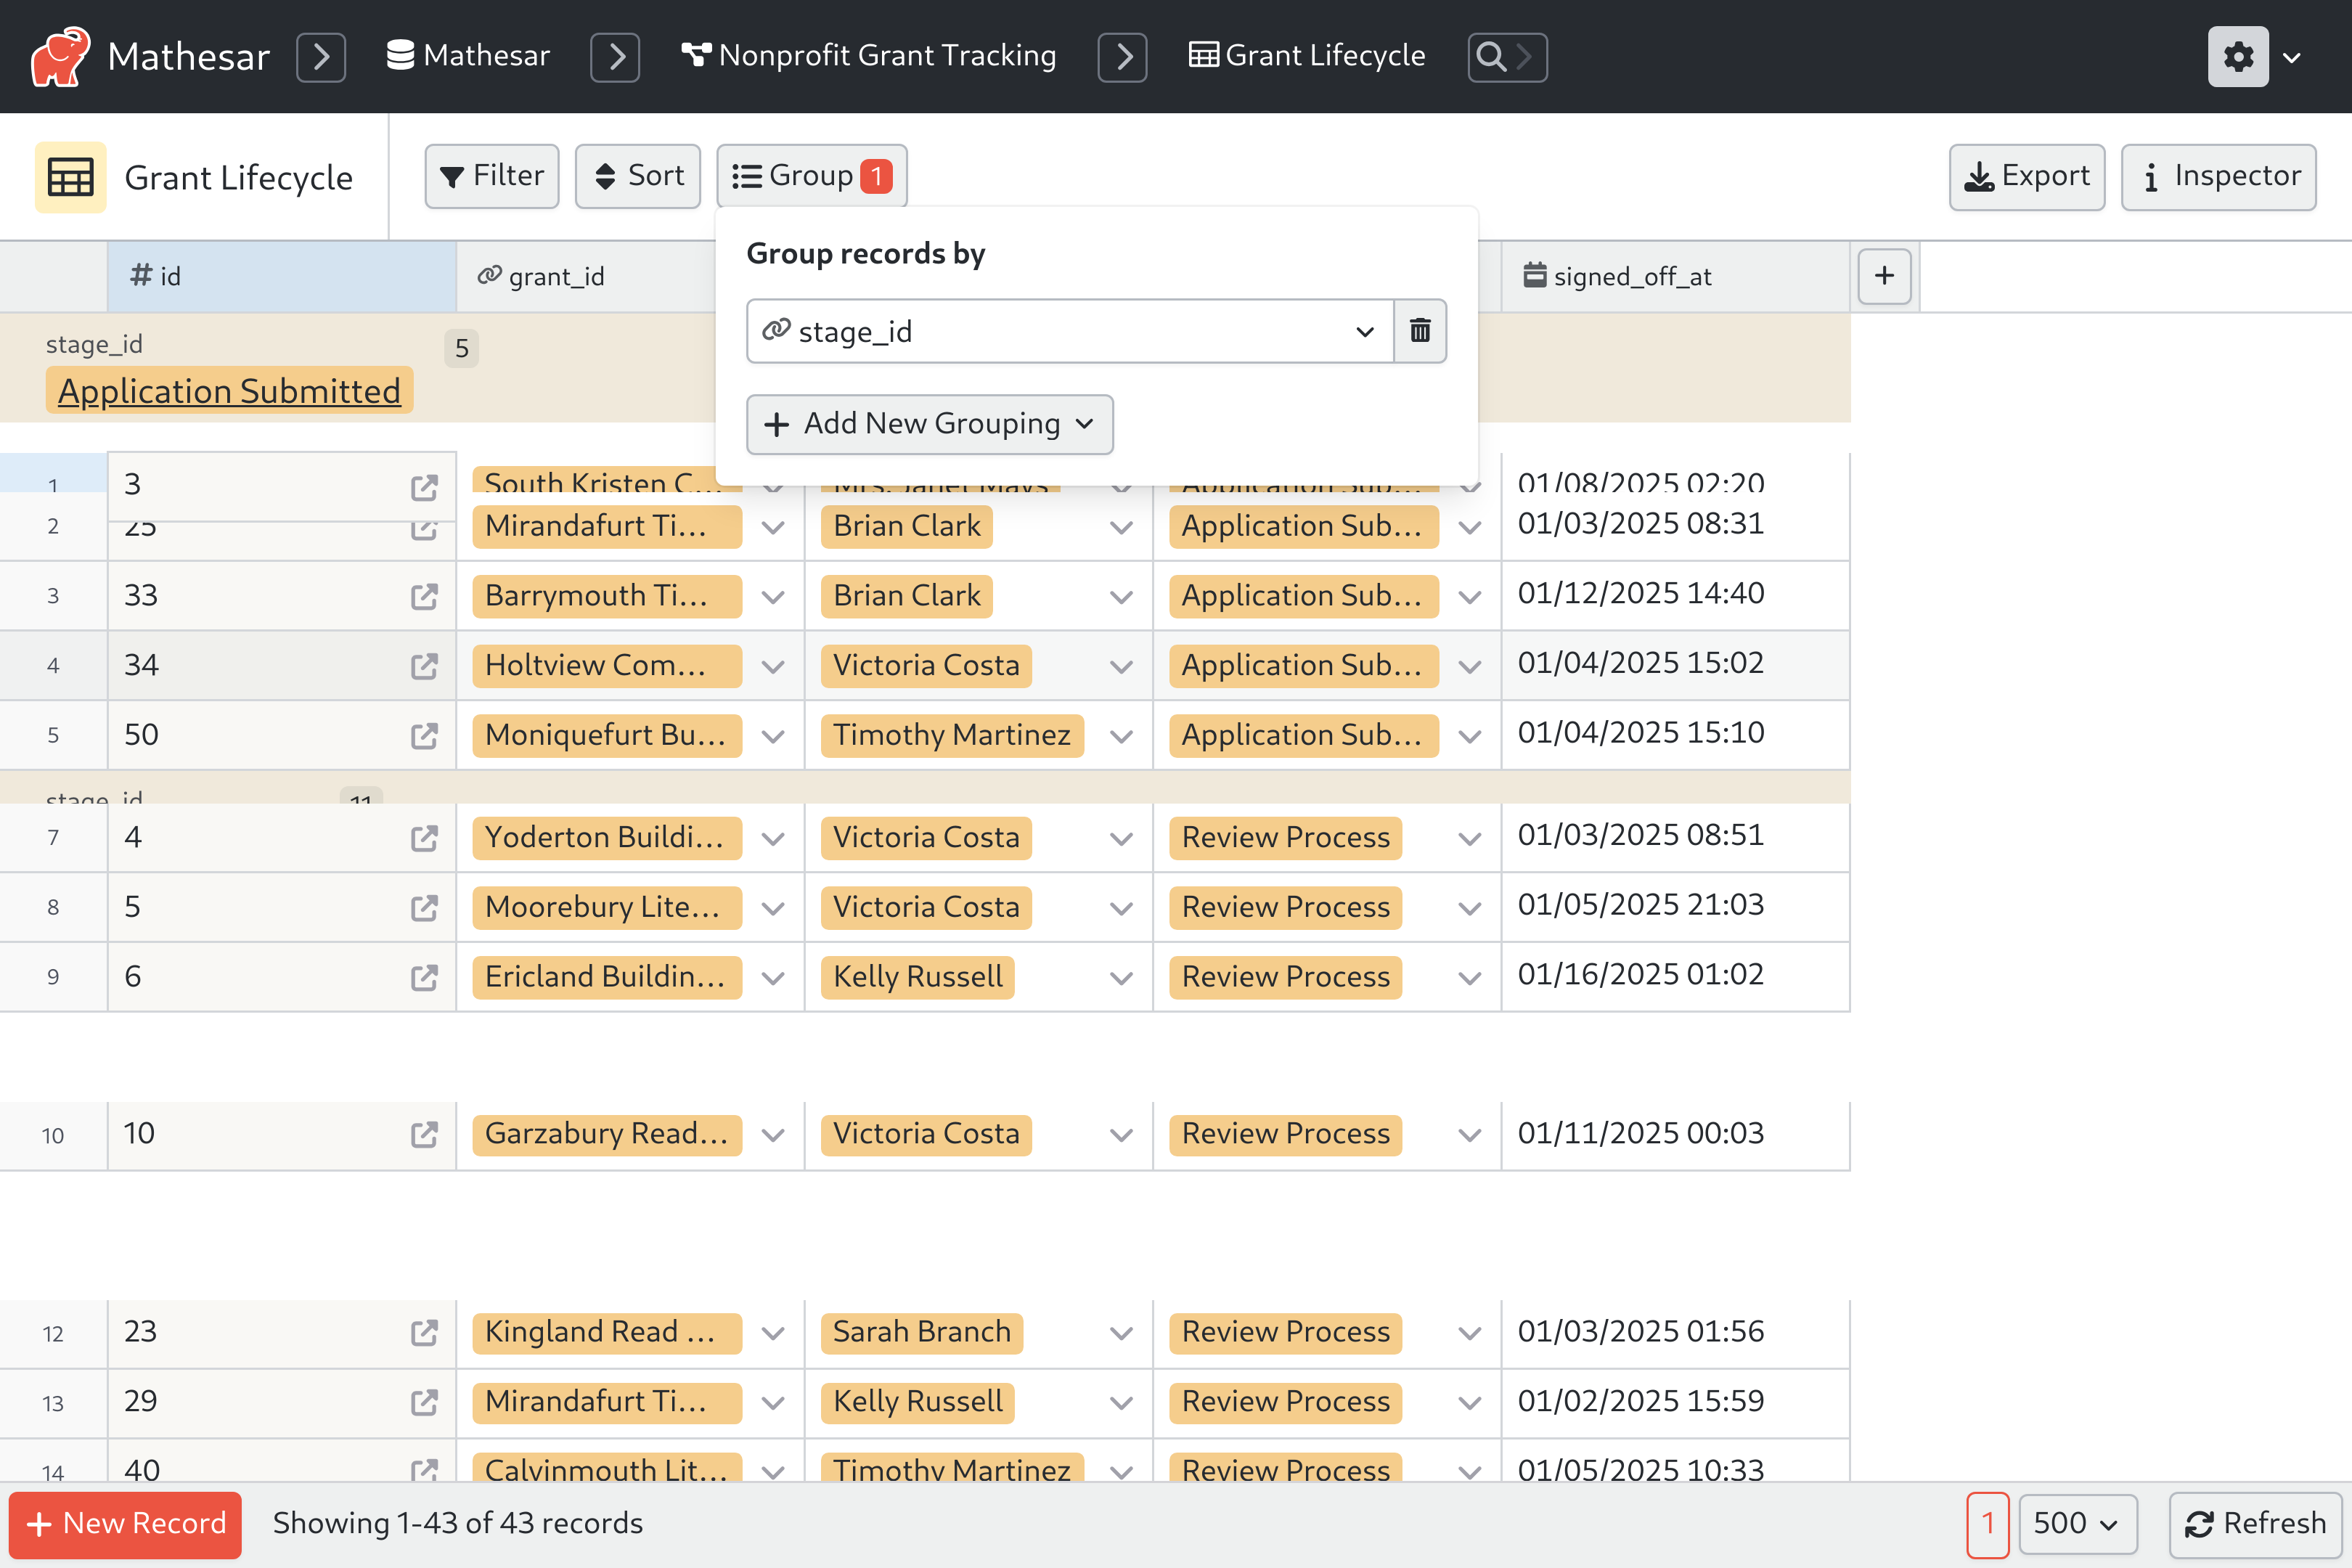 Mathesar Mathesar Nonprofit Grant Tracking Grant Lifecycle
Grant Lifecycle Filter Sort Group 1 Export Inspector
Group records by
id grant_id signed_off_at
stage_id
stage_id 5
Application Submitted
Add New Grouping
1 3 South Kristen C... Mrs. Janet Mays Application Sub... 01/08/2025 02:20
2 25 Mirandafurt Ti... Brian Clark Application Sub... 01/03/2025 08:31
3 33 Barrymouth Ti... Brian Clark Application Sub... 01/12/2025 14:40
4 34 Holtview Com... Victoria Costa Application Sub... 01/04/2025 15:02
5 50 Moniquefurt Bu... Timothy Martinez Application Sub... 01/04/2025 15:10
stage_id 11
7 4 Yoderton Buildi... Victoria Costa Review Process 01/03/2025 08:51
8 5 Moorebury Lite... Victoria Costa Review Process 01/05/2025 21:03
9 6 Ericland Buildin... Kelly Russell Review Process 01/16/2025 01:02
10 10 Garzabury Read... Victoria Costa Review Process 01/11/2025 00:03
12 23 Kingland Read ... Sarah Branch Review Process 01/03/2025 01:56
13 29 Mirandafurt Ti... Kelly Russell Review Process 01/02/2025 15:59
14 40 Calvinmouth Lit... Timothy Martinez Review Process 01/05/2025 10:33
New Record Showing 1-43 of 43 records 1 500 Refresh